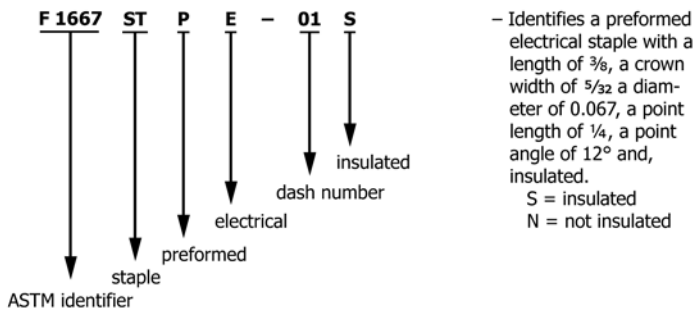 F 1667 ST P E – 01 S
insulated
dash number
electrical
preformed
staple
ASTM identifier
– Identifies a preformed
electrical staple with a
length of ⅜, a crown
width of 5/32 a diam-
eter of 0.067, a point
length of ¼, a point
angle of 12° and,
insulated.
S = insulated
N = not insulated